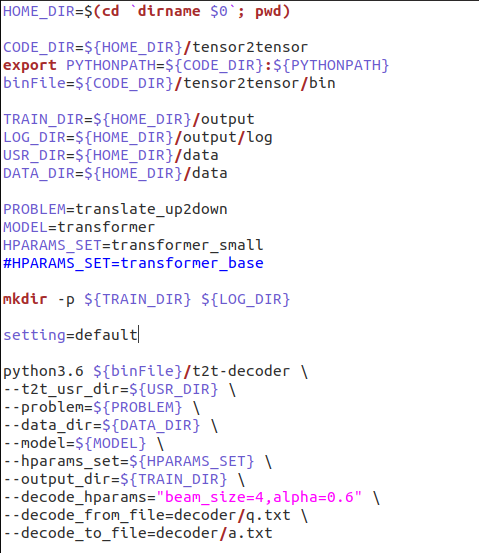 HOME_DIR=$(cd `dirname $0`; pwd)
CODE_DIR=${HOME_DIR}/tensor2tensor
export PYTHONPATH=${CODE_DIR}:${PYTHONPATH}
binFile=${CODE_DIR}/tensor2tensor/bin
TRAIN_DIR=${HOME_DIR}/output
LOG_DIR=${HOME_DIR}/output/log
USR_DIR=${HOME_DIR}/data
DATA_DIR=${HOME_DIR}/data
PROBLEM=translate_up2down
MODEL=transformer
HPARAMS_SET=transformer_small
#HPARAMS_SET=transformer_base
mkdir -p ${TRAIN_DIR} ${LOG_DIR}
setting=default
python3.6 ${binFile}/t2t-decoder \
--t2t_usr_dir=${USR_DIR} \
--problem=${PROBLEM} \
--data_dir=${DATA_DIR} \
--model=${MODEL} \
--hparams_set=${HPARAMS_SET} \
--output_dir=${TRAIN_DIR} \
--decode_hparams="beam_size=4,alpha=0.6" \
--decode_from_file=decoder/q.txt \
--decode_to_file=decoder/a.txt